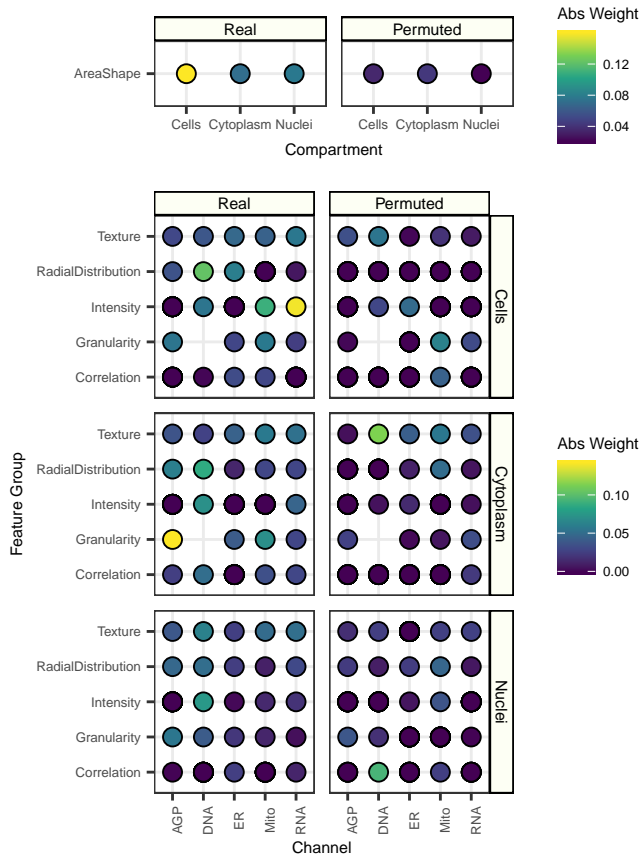 Real
Permuted
AreaShape
Cells
Cytoplasm
Nuclei
Cells
Cytoplasm
Nuclei
Compartment
Abs Weight
0.12
0.08
0.04
Real
Permuted
Texture
RadialDistribution
Intensity
Granularity
Correlation
Cells
Texture
RadialDistribution
Intensity
Granularity
Correlation
Cytoplasm
Texture
RadialDistribution
Intensity
Granularity
Correlation
Nuclei
Feature Group
AGP
DNA
ER
Mito
RNA
AGP
DNA
ER
Mito
RNA
Channel
Abs Weight
0.10
0.05
0.00